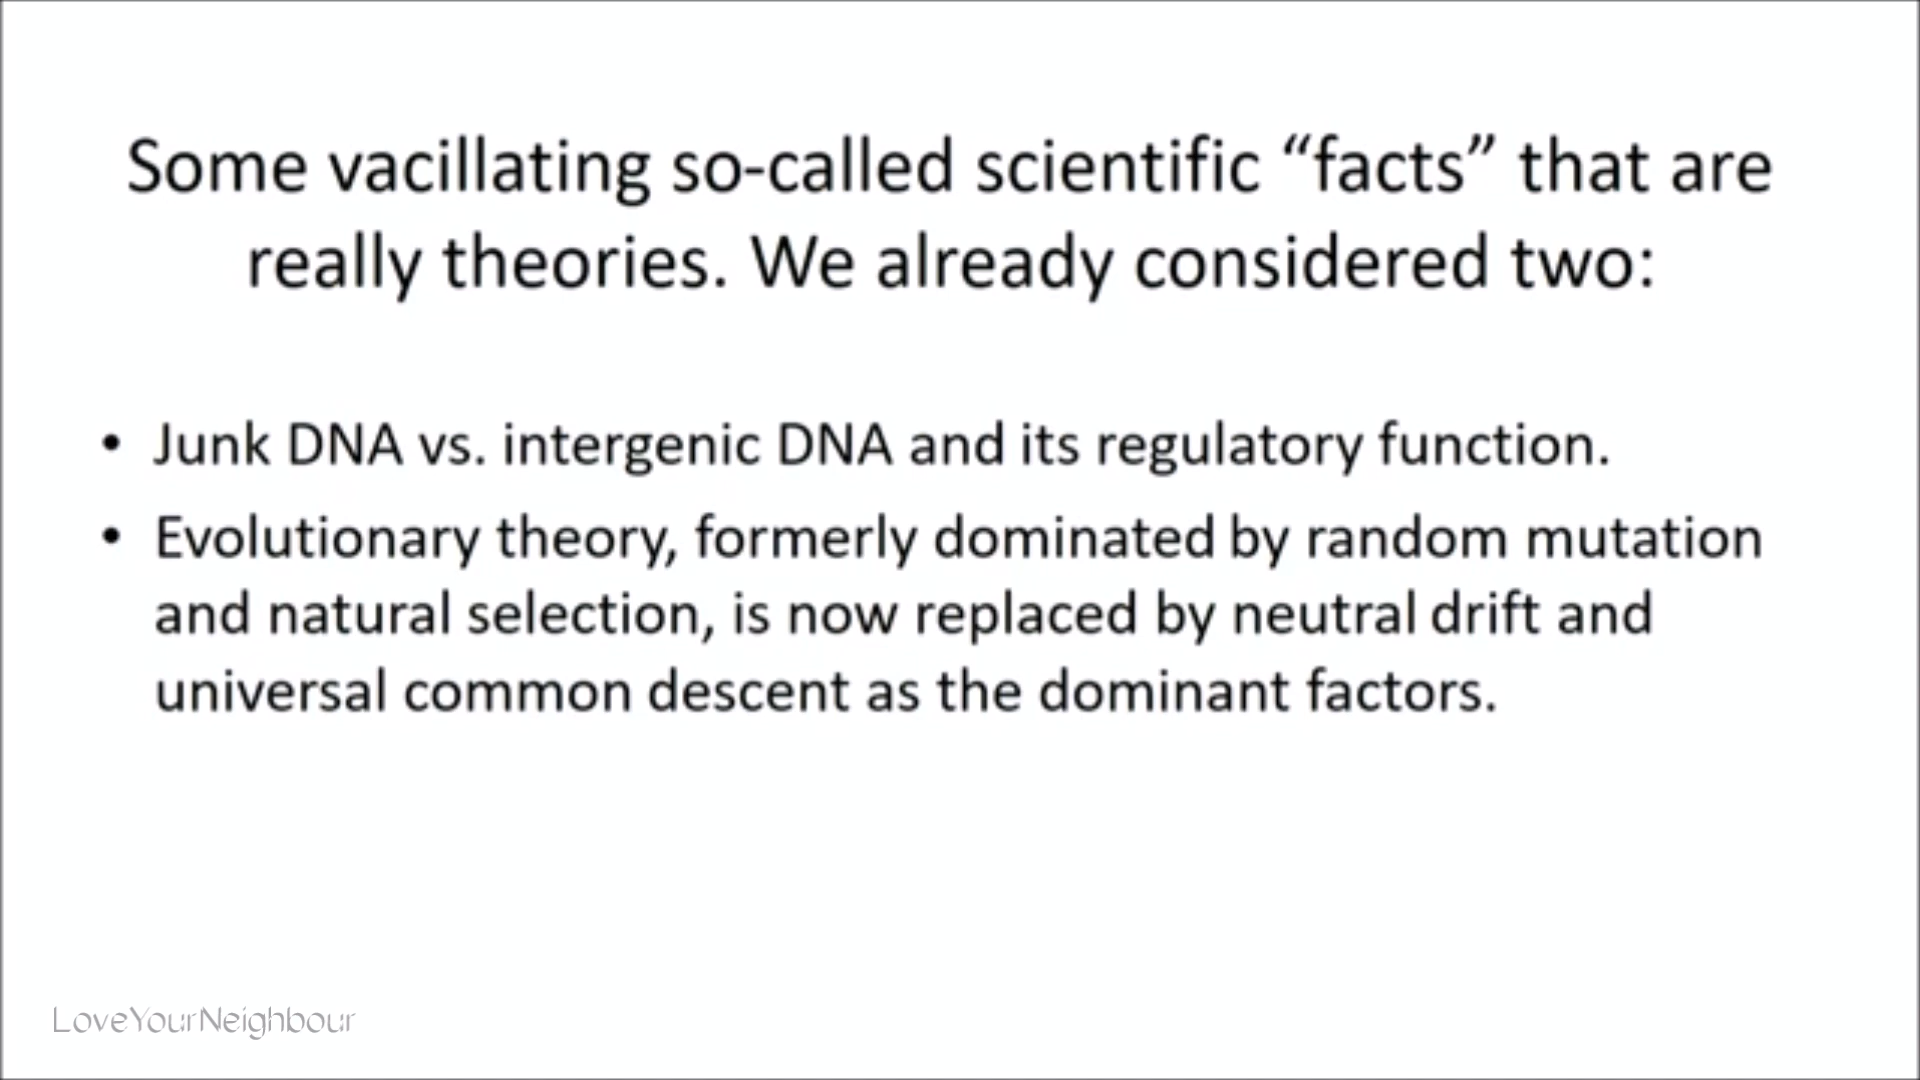 Some vacillating so-called scientific “facts” that are
really theories. We already considered two:
• Junk DNA vs. intergenic DNA and its regulatory function.
• Evolutionary theory, formerly dominated by random mutation
and natural selection, is now replaced by neutral drift and
universal common descent as the dominant factors.
LoveYourNeighbour